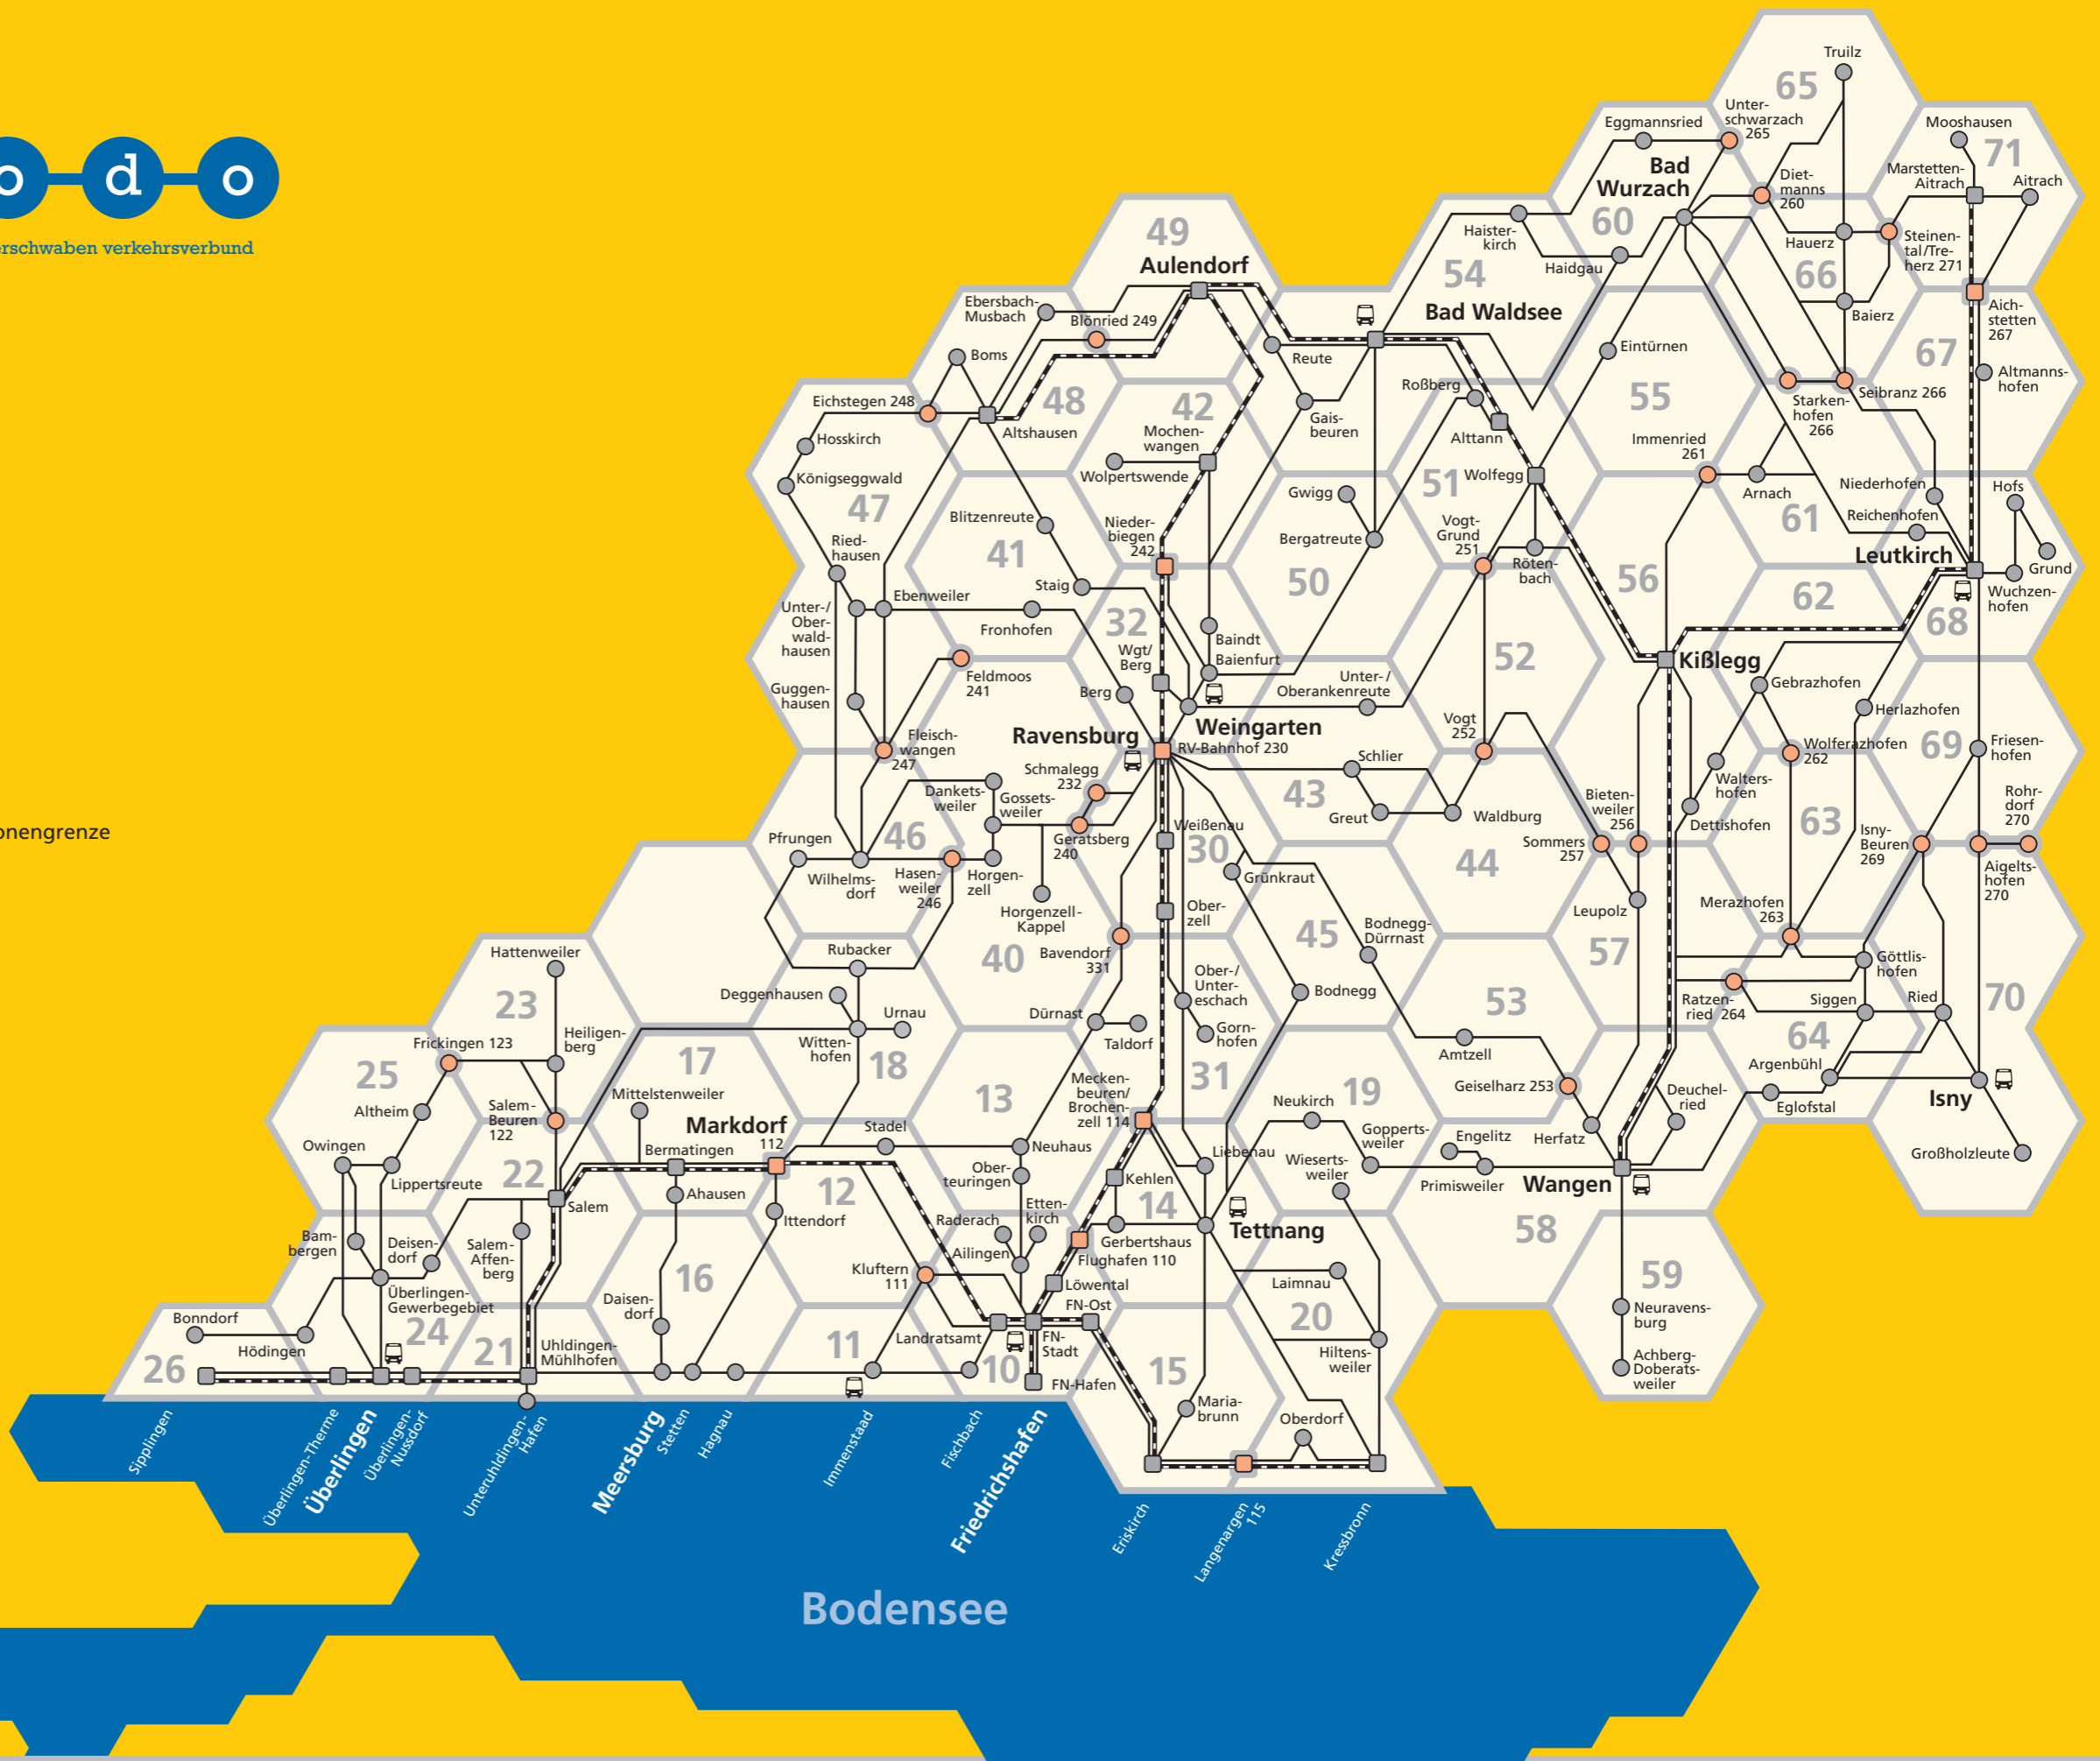 o d o
erschwaben verkehrsverbund
onengrenze
Truilz
65
Unter-
schwarzach
265
Eggmannsried
Mooshausen
71
Bad
Wurzach
Diet-
manns
260
Marstetten-
Aitrach
Aitrach
49
Aulendorf
60
Haister-
kirch
Haidgau
Hauerz
Steinen-
tal/Tre-
herz 271
54
66
Ebersbach-
Musbach
Blönried 249
Bad Waldsee
Baierz
Aich-
stetten
267
Boms
Reute
Eintürnen
67
Altmanns-
hofen
Eichstegen 248
48
42
Roßberg
55
Seibranz 266
Starken-
hofen
266
Altshausen
Gais-
beuren
Alttann
Hosskirch
Mochen-
wangen
Immenried
261
Wolpertswende
Königseggwald
Gwigg
51
Wolfegg
Arnach
Niederhofen
Hofs
47
Blitzenreute
Nieder-
biegen
242
Vogt-
Grund
251
61
Reichenhofen
Ried-
hausen
41
Bergatreute
Röten-
bach
Leutkirch
Grund
50
56
62
Wuchzen-
hofen
Staig
Unter-/
Ober-
wald-
hausen
Ebenweiler
Fronhofen
32
Baindt
68
Wgt/
Berg
Baienfurt
52
Kißlegg
Feldmoos
241
Guggen-
hausen
Berg
Unter-/
Oberankenreute
Gebrazhofen
Herlazhofen
Weingarten
Vogt
252
Ravensburg
RV-Bahnhof 230
Fleisch-
wangen
247
Wolferazhofen
262
69
Friesen-
hofen
Schlier
Schmalegg
232
Walters-
hofen
Dankets-
weiler
Gossets-
weiler
43
Bieten-
weiler
256
Rohr-
dorf
270
Greut
Waldburg
Dettishofen
63
46
Weißenau
Geratsberg
240
30
Isny-
Beuren
269
Pfrungen
Sommers
257
Wilhelms-
dorf
Hasen-
weiler
246
Horgen-
zell
Grünkraut
44
Aigelts-
hofen
270
Horgenzell-
Kappel
Ober-
zell
Leupolz
Merazhofen
263
Bodnegg-
Dürrnast
45
Hattenweiler
Rubacker
40
Bavendorf
331
57
Göttlis-
hofen
Ober-/
Unter-
eschach
Deggenhausen
23
Bodnegg
53
Ratzen-
ried 264
Siggen
Ried
70
Urnau
Dürnast
Heiligen-
berg
Frickingen 123
Witten-
hofen
Taldorf
Gorn-
hofen
64
17
18
Amtzell
25
Argenbühl
Mecken-
beuren/
Brochen-
zell 114
31
19
Mittelstenweiler
13
Geiselharz 253
Isny
Altheim
Salem-
Beuren
122
Deuchel-
ried
Eglofstal
Neukirch
Markdorf
112
Stadel
Engelitz
Herfatz
Owingen
Bermatingen
Neuhaus
Liebenau
Gopperts-
weiler
Großholzleute
Lippertsreute
22
Ober-
teuringen
Kehlen
Wieserts-
weiler
Primisweiler
Wangen
Ahausen
12
Salem
Ittendorf
Etten-
kirch
Raderach
14
Tettnang
58
Bam-
bergen
Deisen-
dorf
Salem-
Affen-
berg
Ailingen
Gerbertshaus
Flughafen 110
Kluftern
111
Laimnau
59
16
Löwental
Überlingen-
Gewerbegebiet
Daisen-
dorf
FN-Ost
Neuravens-
burg
Bonndorf
20
24
Hödingen
21
Uhldingen-
Mühlhofen
11
Landratsamt
FN-
Stadt
Hiltens-
weiler
26
10
FN-Hafen
15
Achberg-
Doberats-
weiler
Maria-
brunn
Oberdorf
Sipplingen
Überlingen-Therme
Überlingen
Überlingen-
Nussdorf
Unteruhldingen-
Hafen
Meersburg
Stetten
Hagnau
Immenstaad
Fischbach
Friedrichshafen
Eriskirch
Langenargen
115
Kressbronn
Bodensee